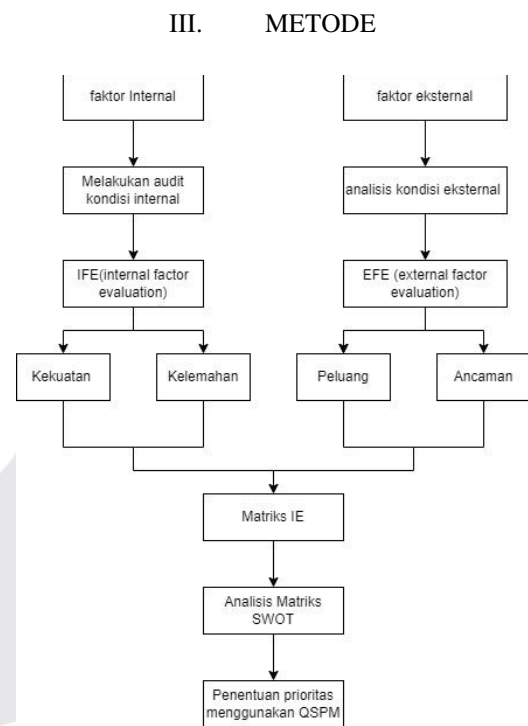 III. METODE
faktor Internal
faktor eksternal
Melakukan audit
kondisi internal
analisis kondisi eksternal
IFE(internal factor
evaluation)
EFE (external factor
evaluation)
Kekuatan
Kelemahan
Peluang
Ancaman
Matriks IE
Analisis Matriks
SWOT
Penentuan prioritas
menggunakan QSPM